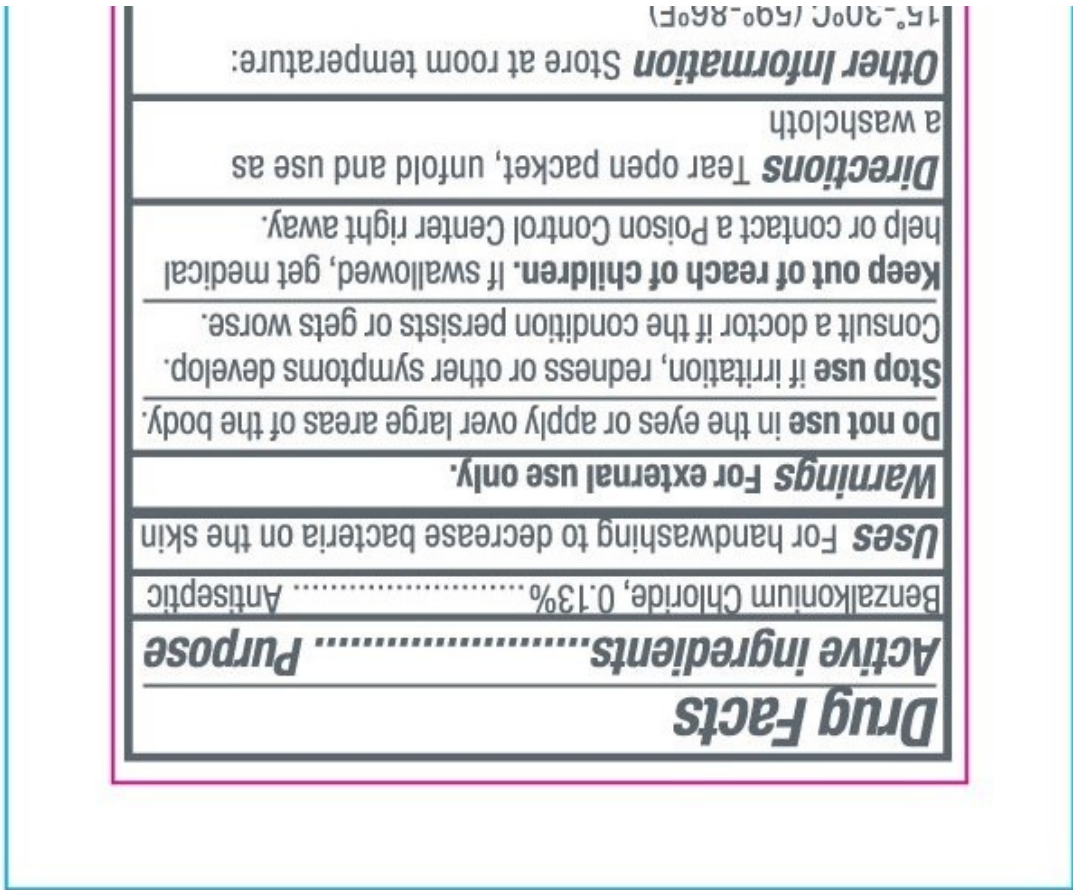 Drug Facts
Active ingredients....................... Purpose
Benzalkonium Chloride, 0.13%......................... Antiseptic
Uses For handwashing to decrease bacteria on the skin
Warnings For external use only.
Do not use in the eyes or apply over large areas of the body.
Stop use if irritation, redness or other symptoms develop.
Consult a doctor if the condition persists or gets worse.
Keep out of reach of children. If swallowed, get medical
help or contact a Poison Control Center right away.
Directions Tear open packet, unfold and use as
a washcloth
Other Information Store at room temperature:
15°-30°C (59°-86°F)